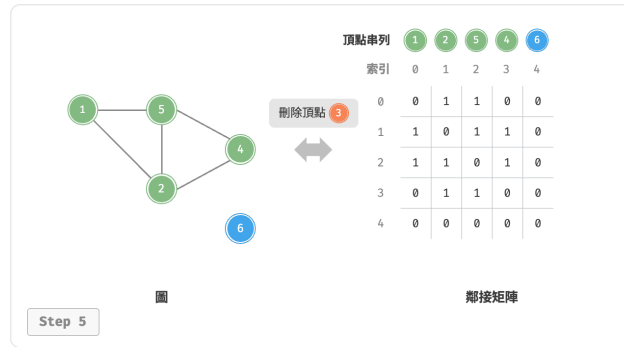 頂點串列 1 2 5 4 6
索引 0 1 2 3 4
0 0 1 1 0 0
1 1 0 1 1 0
2 1 1 0 1 0
3 0 1 1 0 0
4 0 0 0 0 0
1 5
4
2
6
刪除頂點 3
圖
鄰接矩陣
Step 5